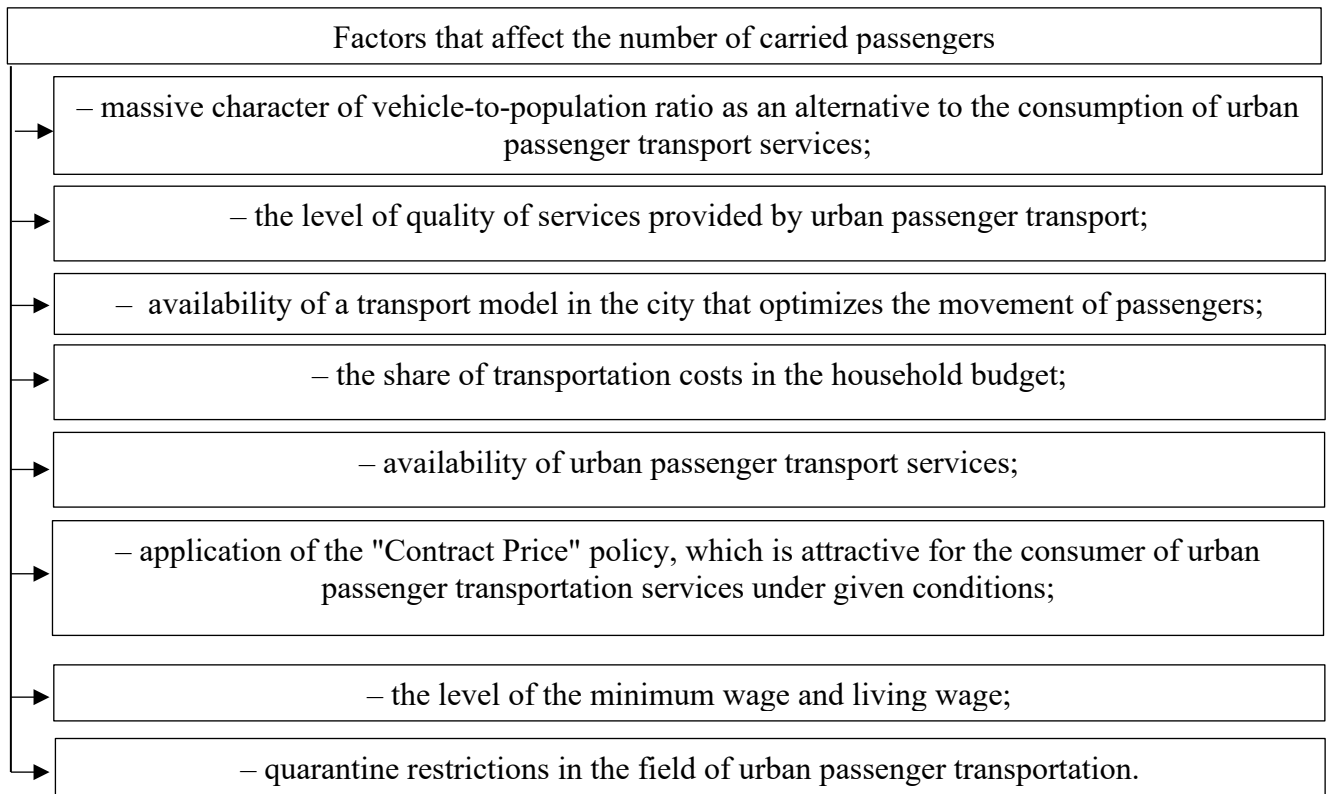 Factors that affect the number of carried passengers
– massive character of vehicle-to-population ratio as an alternative to the consumption of urban
passenger transport services;
– the level of quality of services provided by urban passenger transport;
– availability of a transport model in the city that optimizes the movement of passengers;
– the share of transportation costs in the household budget;
– availability of urban passenger transport services;
– application of the "Contract Price" policy, which is attractive for the consumer of urban
passenger transportation services under given conditions;
– the level of the minimum wage and living wage;
– quarantine restrictions in the field of urban passenger transportation.